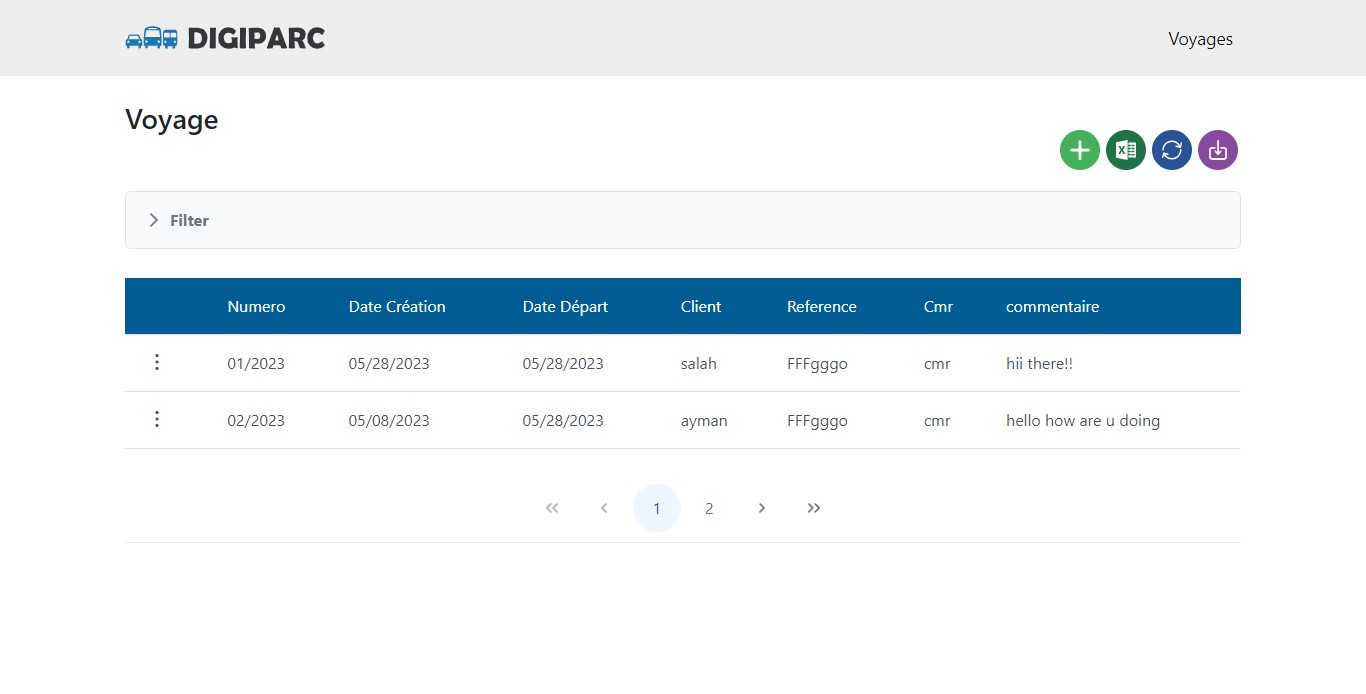 DIGIPARC
Voyages
Voyage
Filter
Numero Date Création Date Départ Client Reference Cmr commentaire
01/2023 05/28/2023 05/28/2023 salah FFFgggo cmr hii there!!
02/2023 05/08/2023 05/28/2023 ayman FFFgggo cmr hello how are u doing
1 2